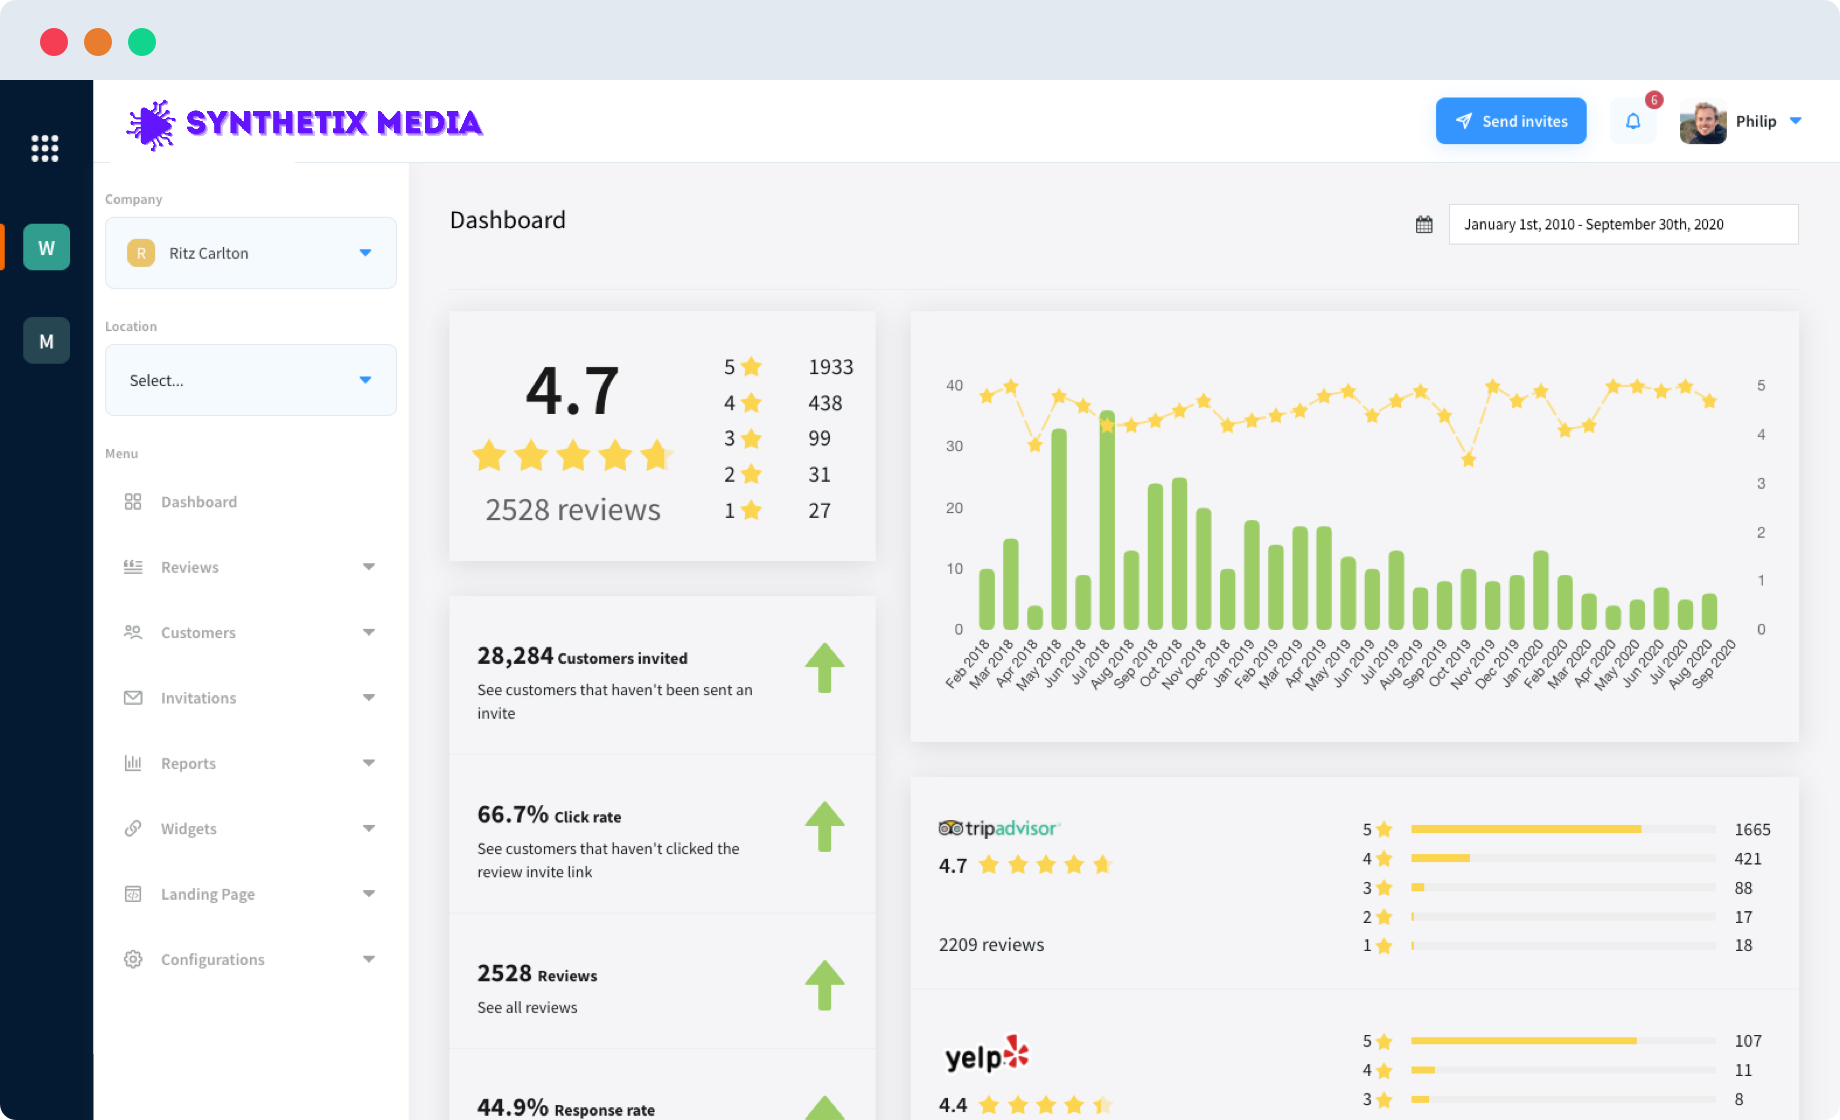 SYNTHETIX MEDIA
Send invites
6
Philip
W
M
Company
R Ritz Carlton
Location
Select...
Menu
Dashboard
Reviews
Customers
Invitations
Reports
Widgets
Landing Page
Configurations
Dashboard
January 1st, 2010 - September 30th, 2020
4.7
2528 reviews
5 1933
4 438
3 99
2 31
1 27
28,284 Customers invited
See customers that haven't been sent an
invite
66.7% Click rate
See customers that haven't clicked the
review invite link
2528 Reviews
See all reviews
44.9% Response rate
40 5
30 4
20 3
10 2
0 1
0
Feb 2018
Mar 2018
Apr 2018
May 2018
Jun 2018
Jul 2018
Aug 2018
Sep 2018
Oct 2018
Nov 2018
Dec 2018
Jan 2019
Feb 2019
Mar 2019
Apr 2019
May 2019
Jun 2019
Jul 2019
Aug 2019
Sep 2019
Oct 2019
Nov 2019
Dec 2019
Jan 2020
Feb 2020
Mar 2020
Apr 2020
May 2020
Jun 2020
Jul 2020
Aug 2020
Sep 2020
tripadvisor
4.7
2209 reviews
5 1665
4 421
3 88
2 17
1 18
yelp
4.4
5 107
4 11
3 8